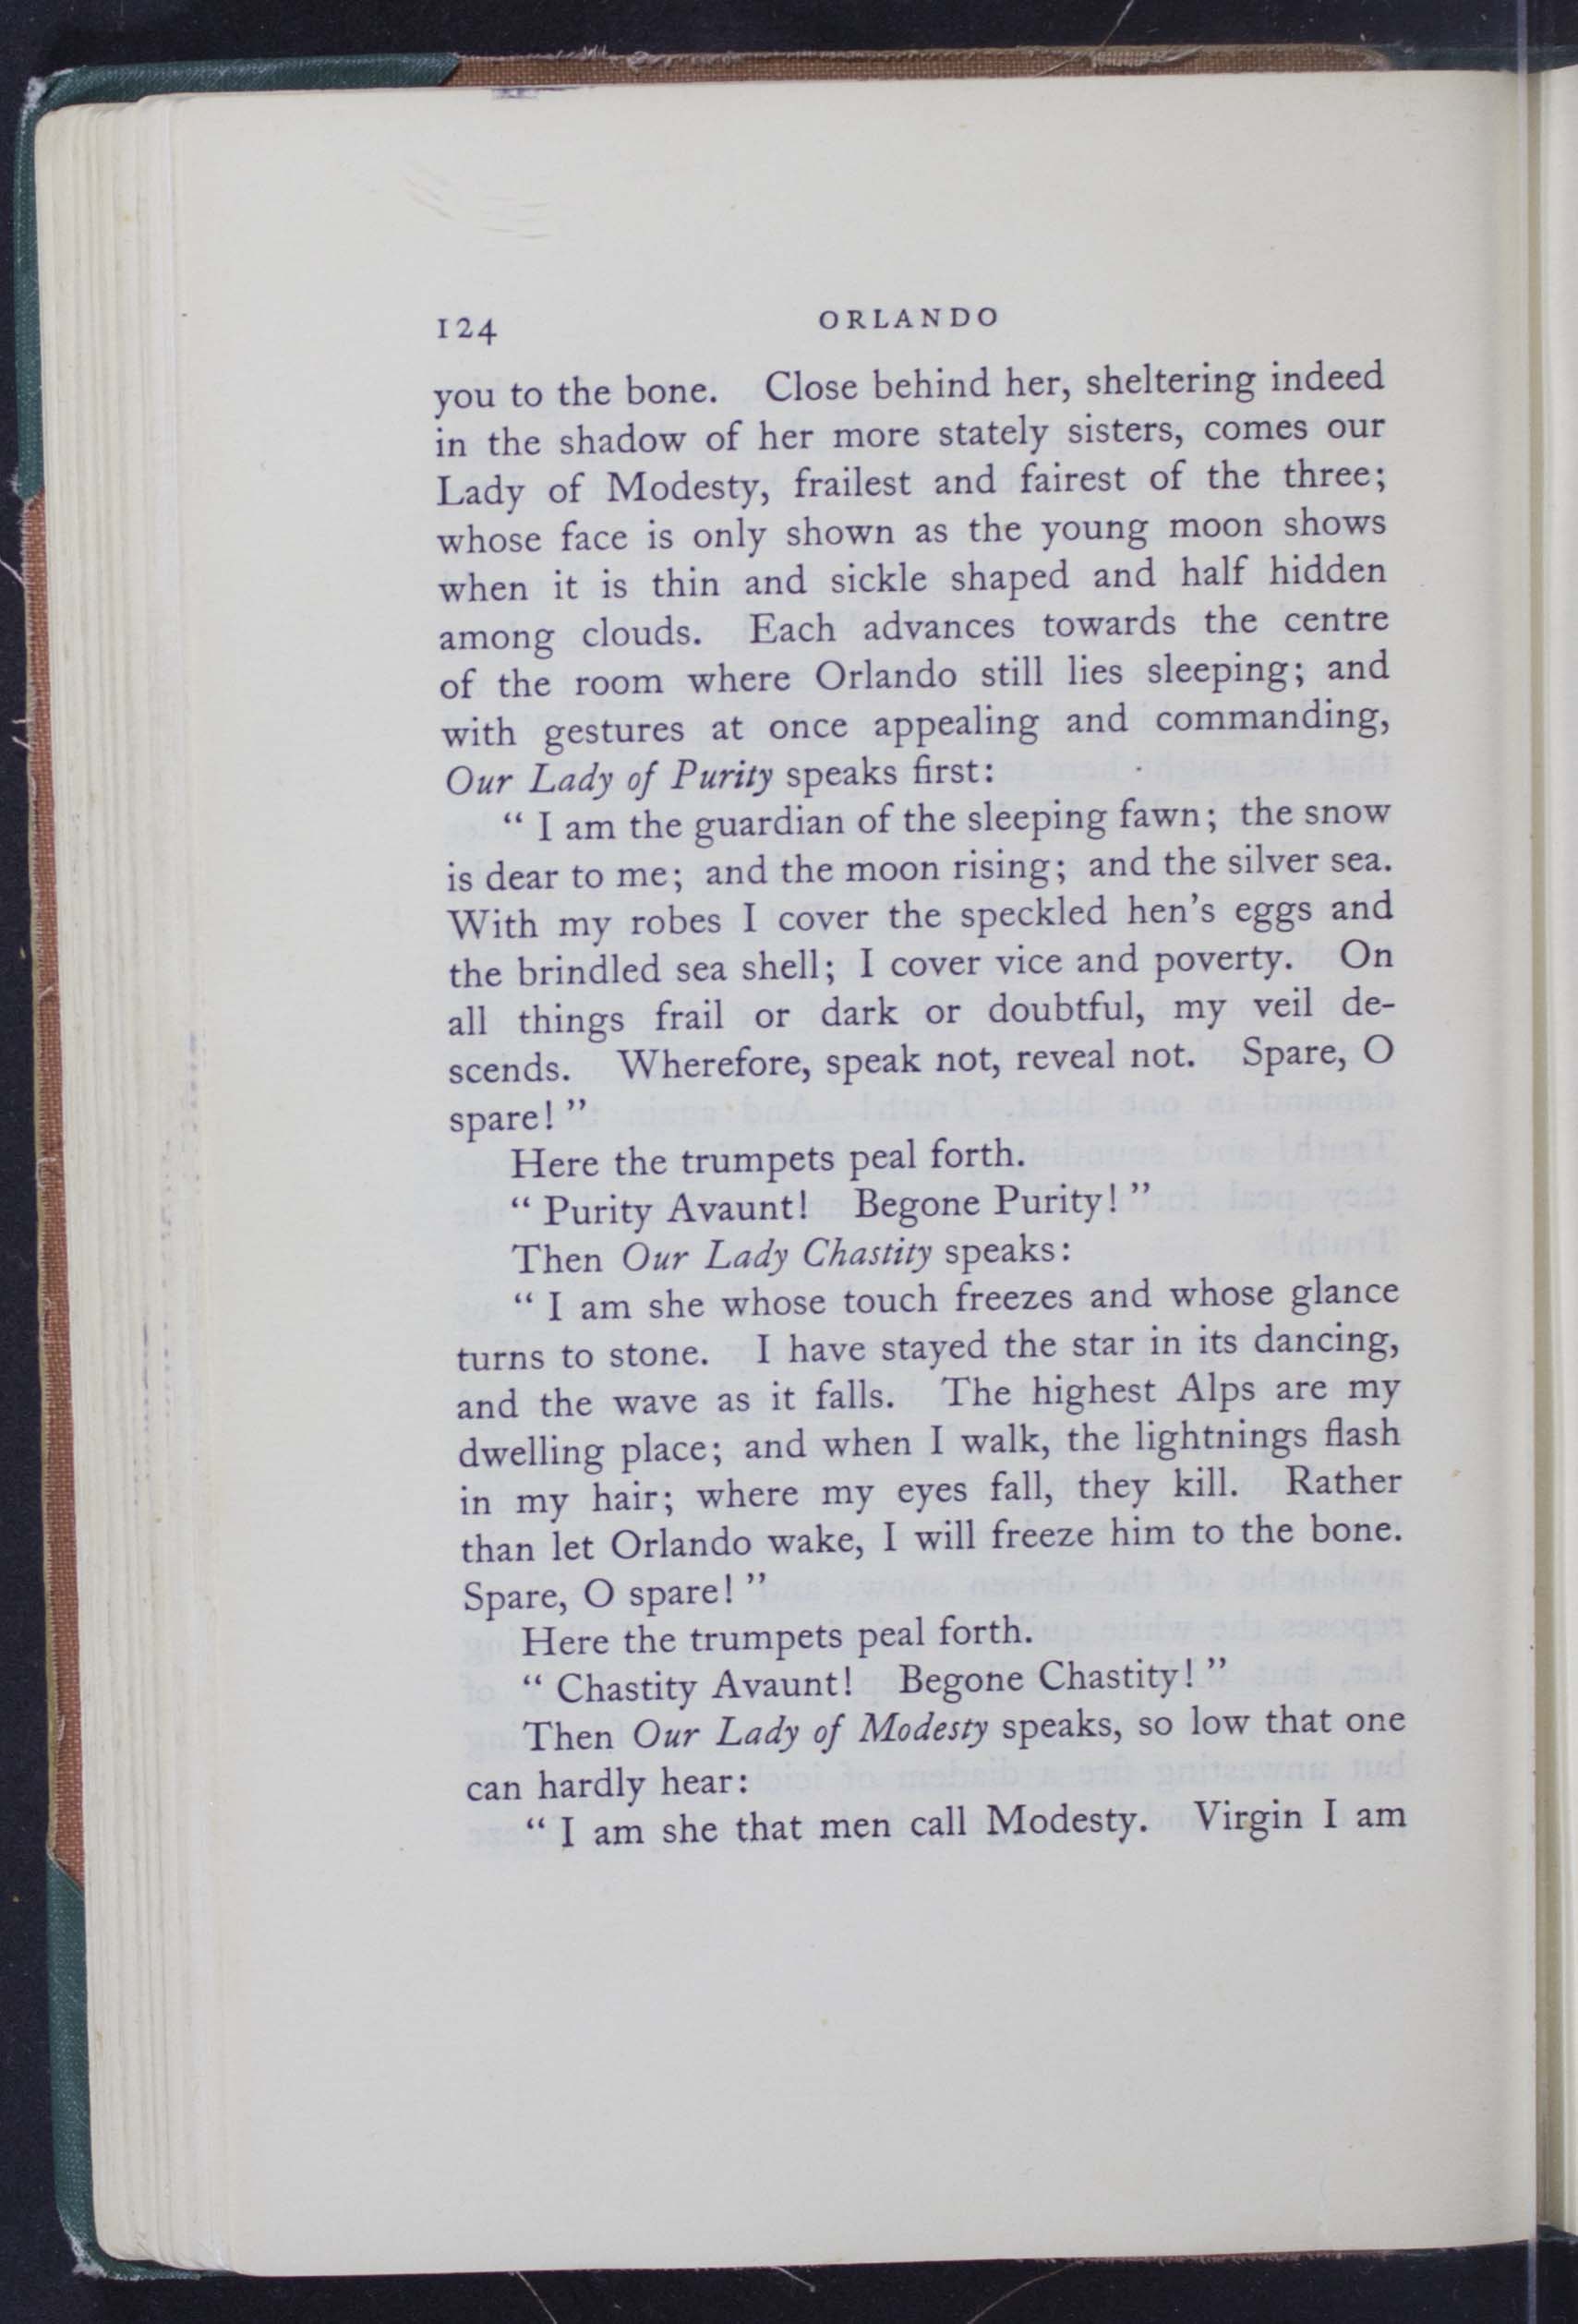 124 ORLANDO
you to the bone. Close behind her, sheltering indeed
in the shadow of her more stately sisters, comes our
Lady of Modesty, frailest and fairest of the three;
whose face is only shown as the young moon shows
when it is thin and sickle shaped and half hidden
among clouds. Each advances towards the centre
of the room where Orlando still lies sleeping; and
with gestures at once appealing and commanding,
Our Lady of Purity speaks first:
“ I am the guardian of the sleeping fawn; the snow
is dear to me; and the moon rising; and the silver sea.
With my robes I cover the speckled hen’s eggs and
the brindled sea shell; I cover vice and poverty. On
all things frail or dark or doubtful, my veil de-
scends. Wherefore, speak not, reveal not. Spare, O
spare! ”
Here the trumpets peal forth.
“ Purity Avaunt! Begone Purity! ”
Then Our Lady Chastity speaks:
“ I am she whose touch freezes and whose glance
turns to stone. I have stayed the star in its dancing,
and the wave as it falls. The highest Alps are my
dwelling place; and when I walk, the lightnings flash
in my hair; where my eyes fall, they kill. Rather
than let Orlando wake, I will freeze him to the bone.
Spare, O spare! ”
Here the trumpets peal forth.
“ Chastity Avaunt! Begone Chastity! ”
Then Our Lady of Modesty speaks, so low that one
can hardly hear:
“ I am she that men call Modesty. Virgin I am